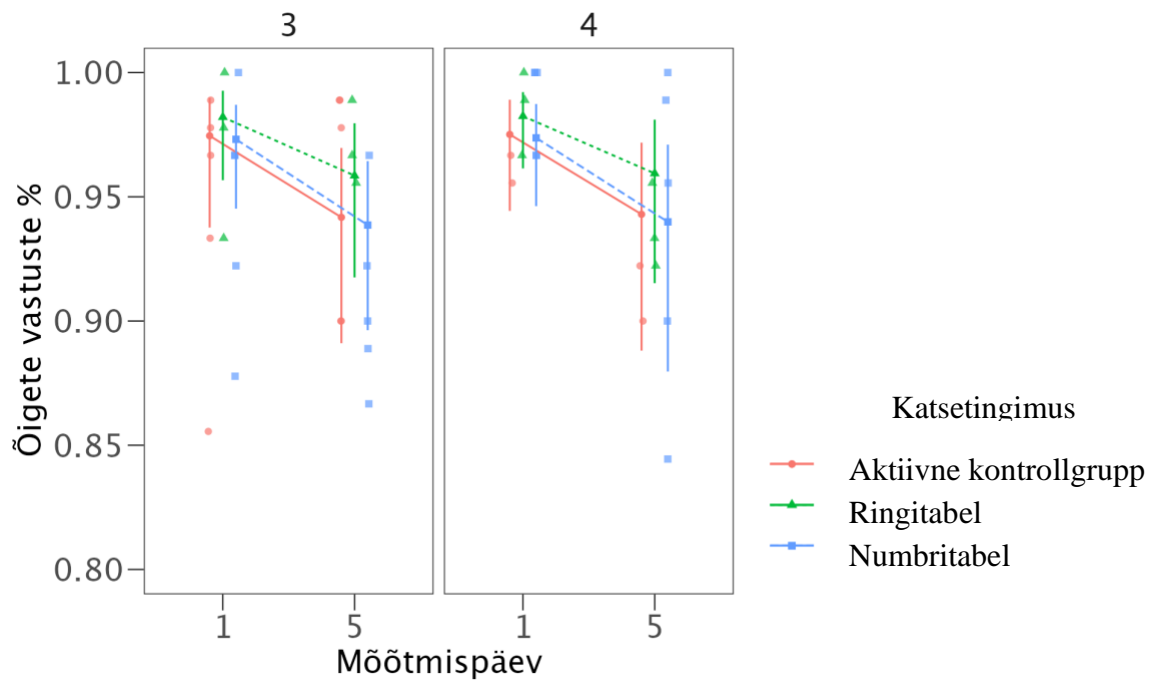 3
4
1.00
0.95
0.90
0.85
0.80
Õigete vastuste %
1
5
1
5
Mõõtmispäev
Katsetingimus
Aktiivne kontrollgrupp
Ringitabel
Numbritabel